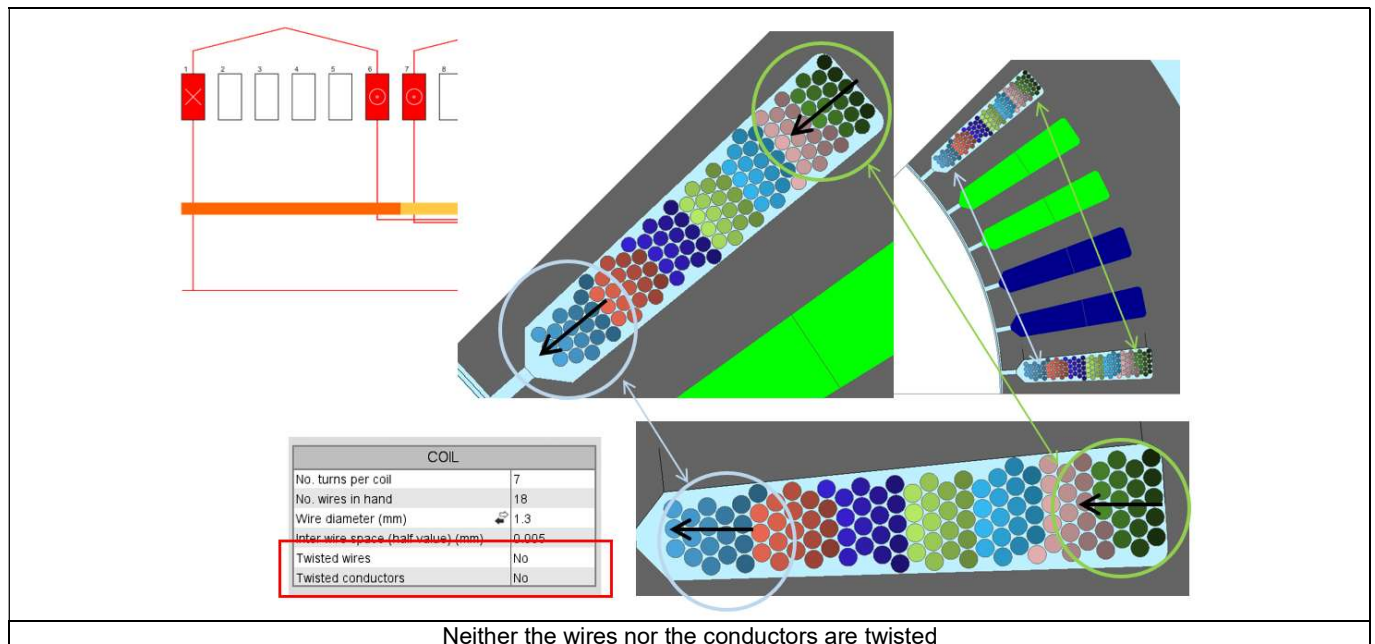 1 2 3 4 5 6 7 8
COIL
No. turns per coil 7
No. wires in hand 18
Wire diameter (mm) 1.3
Inter wire space (half value) (mm) 0.005
Twisted wires No
Twisted conductors No
Neither the wires nor the conductors are twisted